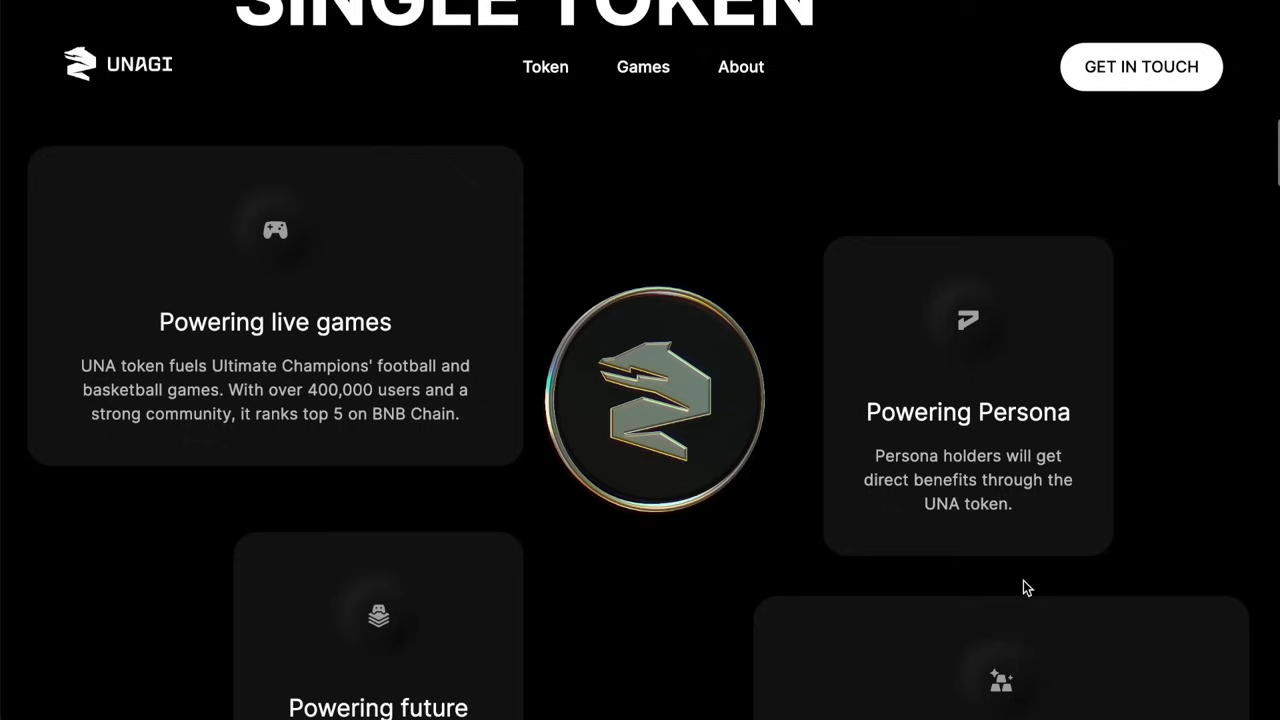 SINGLE TOKEN
UNAGI
Token
Games
About
GET IN TOUCH
Powering live games
UNA token fuels Ultimate Champions' football and
basketball games. With over 400,000 users and a
strong community, it ranks top 5 on BNB Chain.
Powering Persona
Persona holders will get
direct benefits through the
UNA token.
Powering future